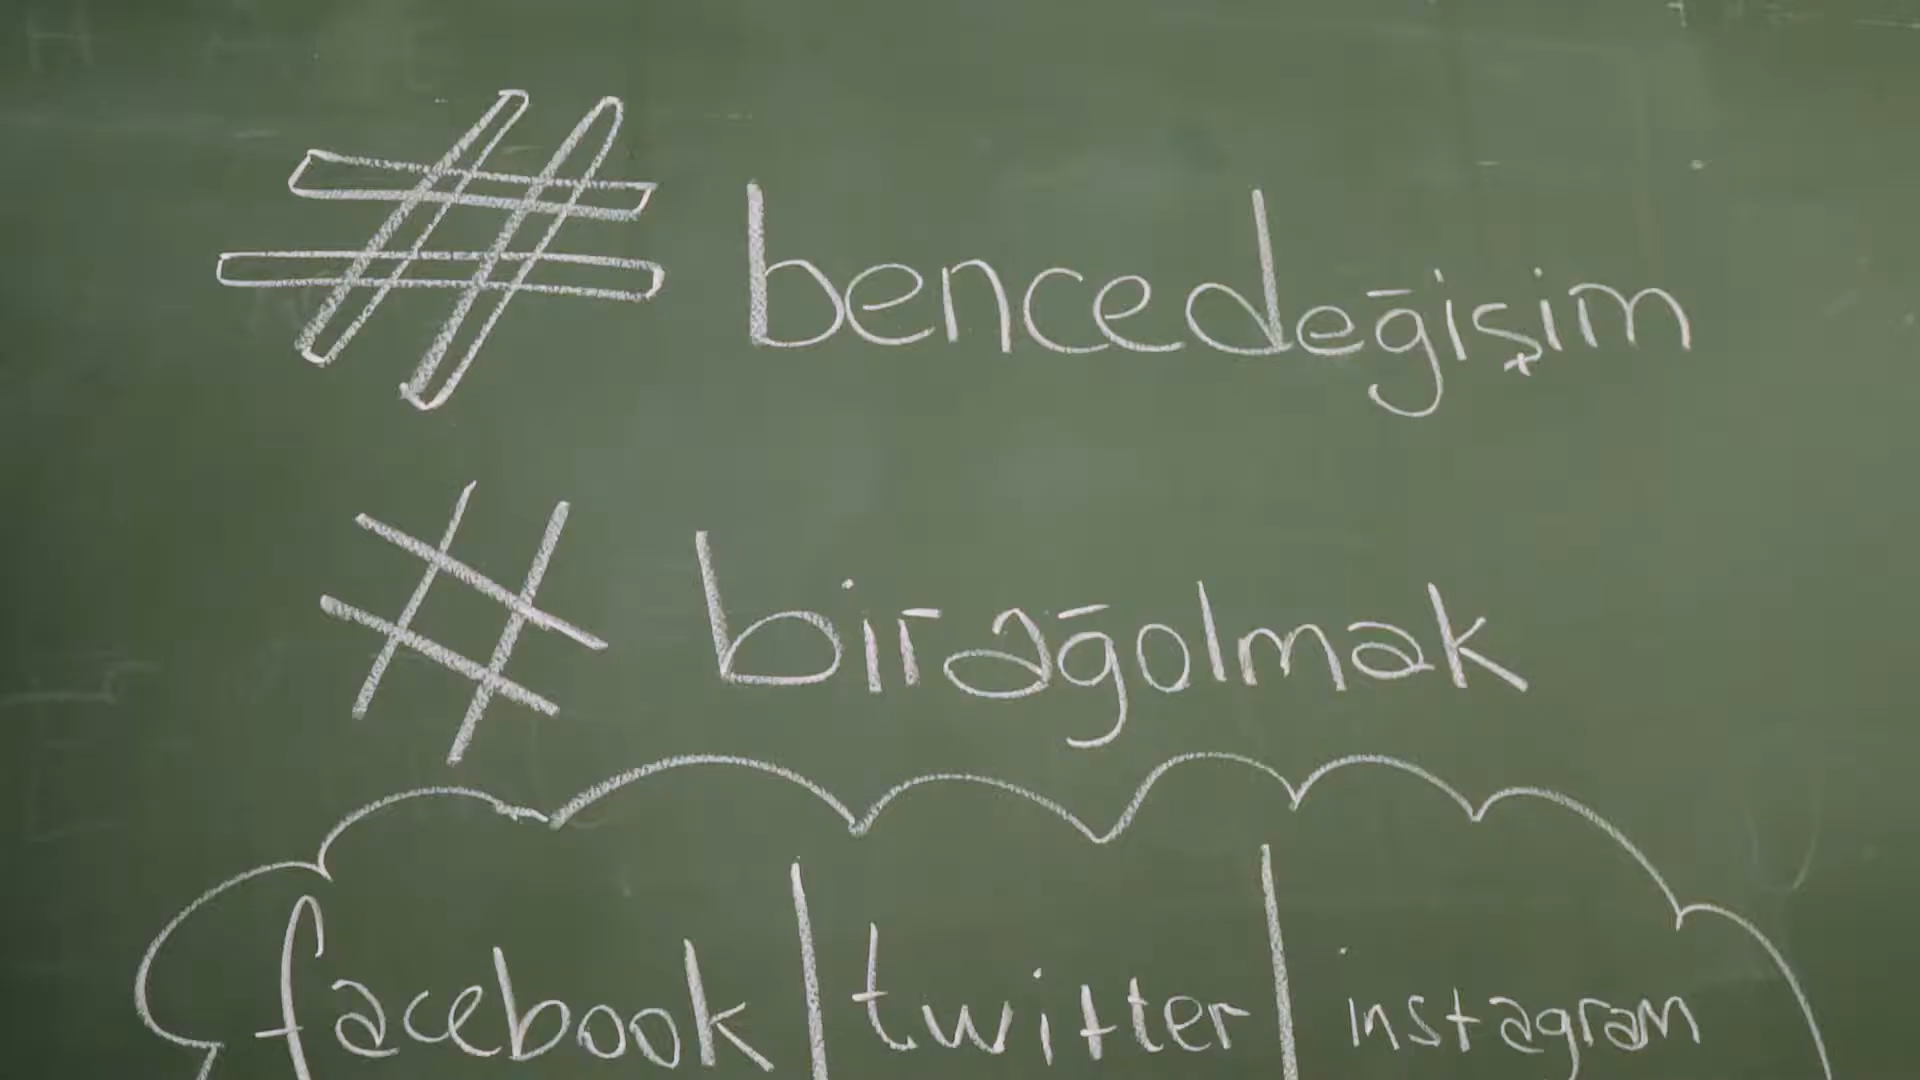 #bencedeğişim
#birağolmak
facebook | twitter | instagram